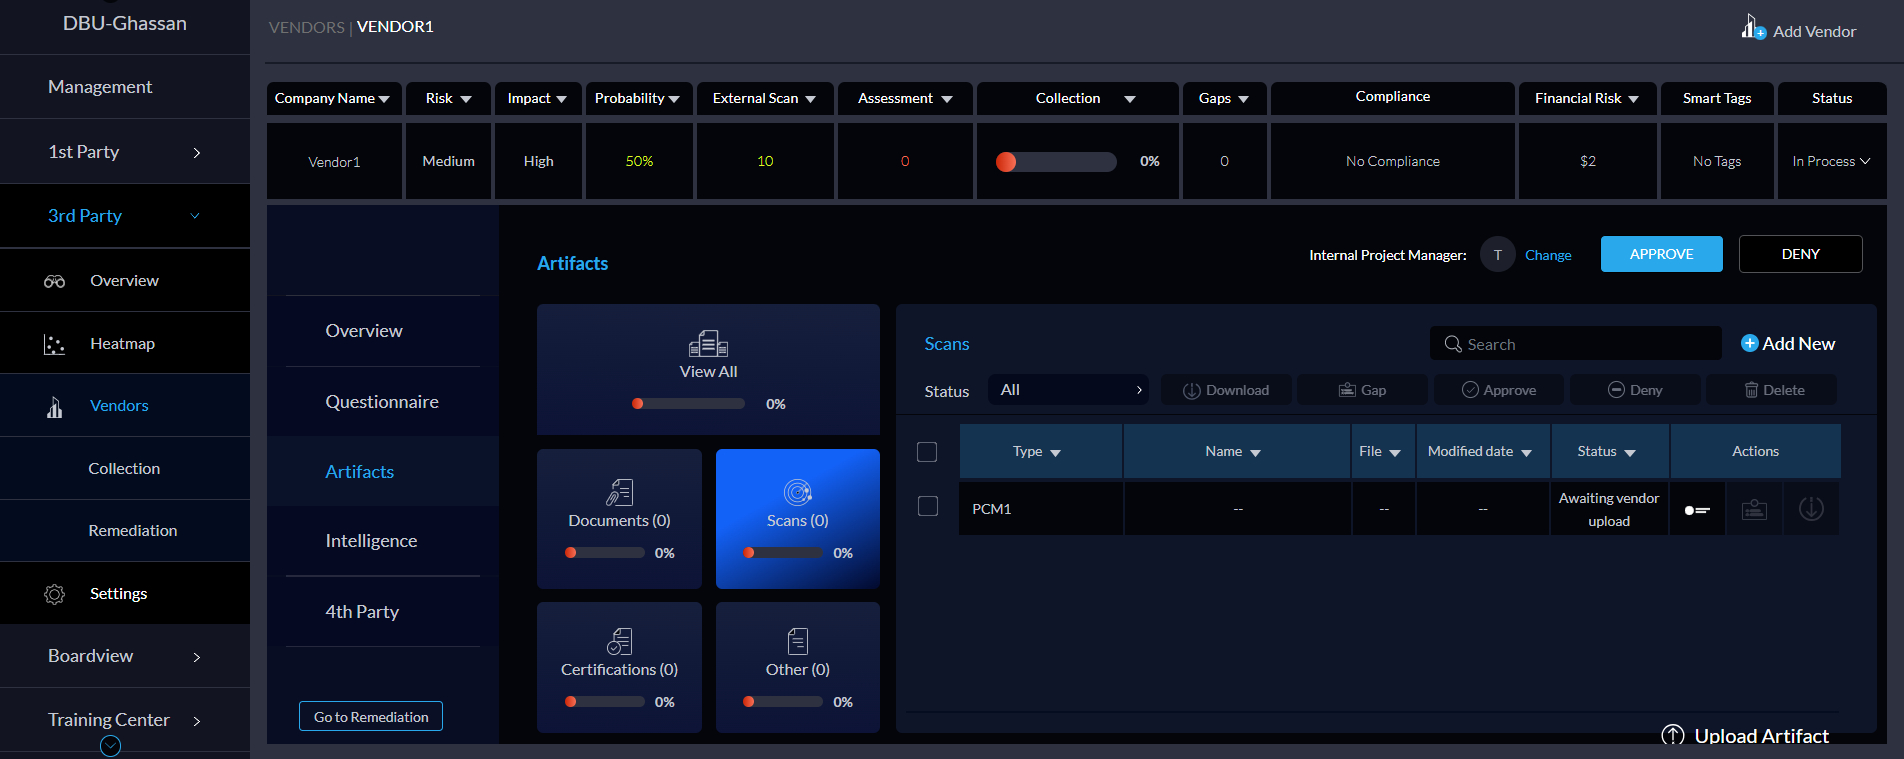 DBU-Ghassan
Management
1st Party
3rd Party
Overview
Heatmap
Vendors
Collection
Remediation
Settings
Boardview
Training Center
VENDORS | VENDOR1
Add Vendor
Company Name Risk Impact Probability External Scan Assessment Collection Gaps Compliance Financial Risk Smart Tags Status
Vendor1 Medium High 50% 10 0 0% 0 No Compliance $2 No Tags In Process
Overview
Questionnaire
Artifacts
Intelligence
4th Party
Go to Remediation
Artifacts
Internal Project Manager: T Change APPROVE DENY
View All
0%
Documents (0)
0%
Scans (0)
0%
Certifications (0)
0%
Other (0)
0%
Scans Search Add New
Status All Download Gap Approve Deny Delete
Type Name File Modified date Status Actions
PCM1 -- -- -- Awaiting vendor
upload
Upload Artifact